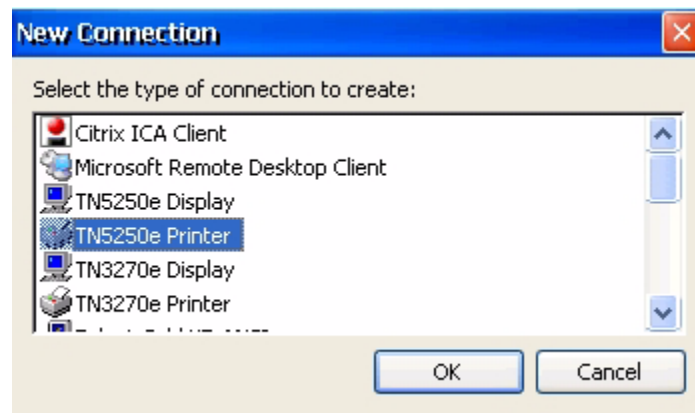 New Connection
Select the type of connection to create:
Citrix ICA Client
Microsoft Remote Desktop Client
TN5250e Display
TN5250e Printer
TN3270e Display
TN3270e Printer
OK
Cancel